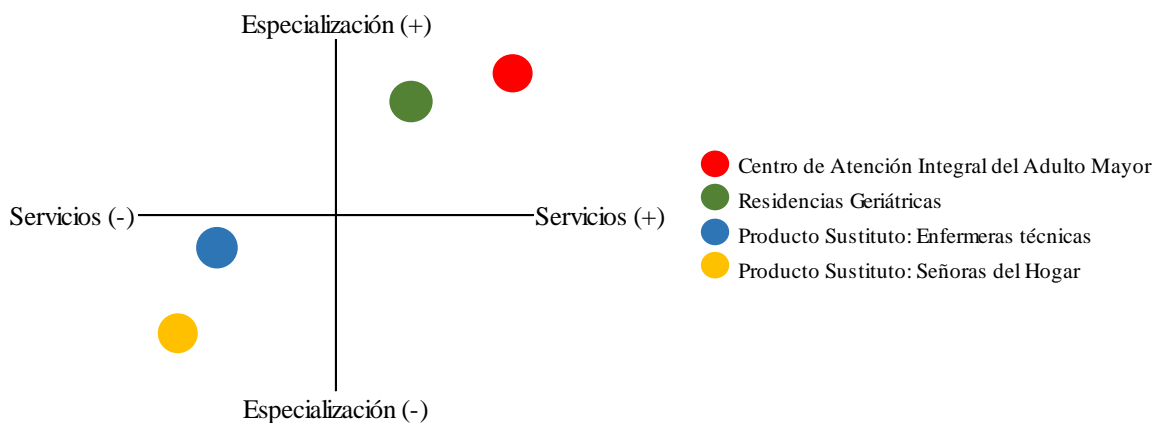 Especialización (+)
Servicios (-)
Servicios (+)
Especialización (-)
Centro de Atención Integral del Adulto Mayor
Residencias Geriátricas
Producto Sustituto: Enfermeras técnicas
Producto Sustituto: Señoras del Hogar